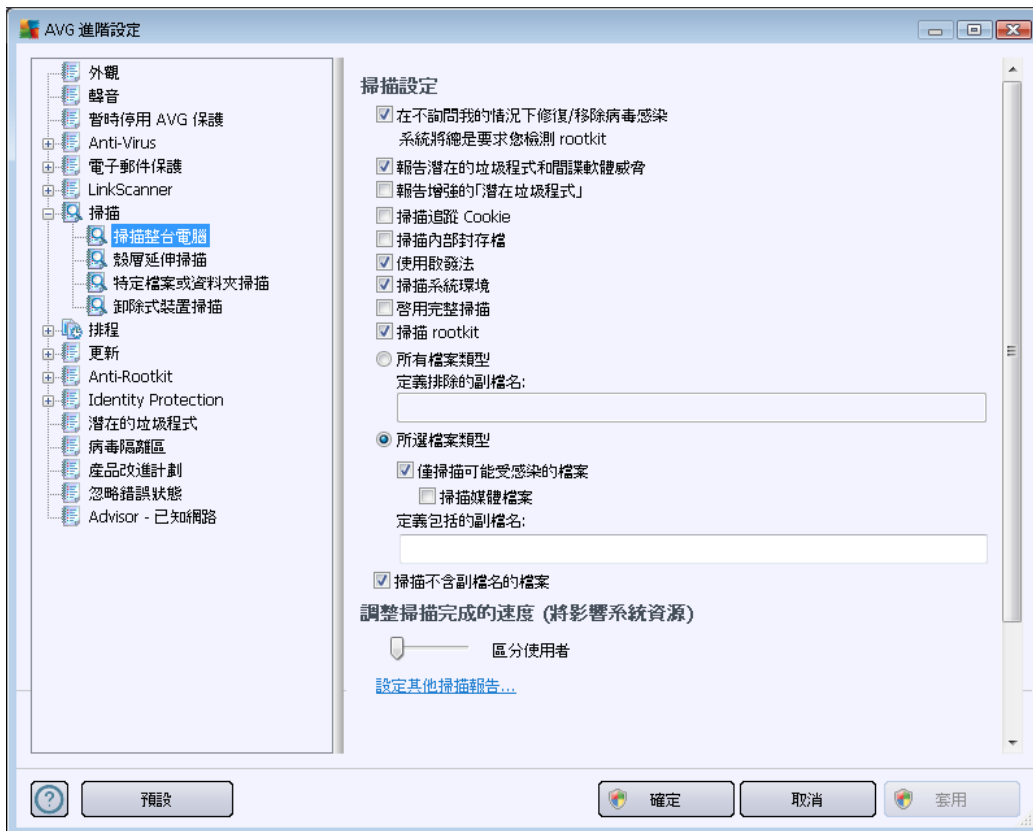 AVG 進階設定
外觀
聲音
暫時停用 AVG 保護
Anti-Virus
電子郵件保護
LinkScanner
掃描
掃描整台電腦
殼層延伸掃描
特定檔案或資料夾掃描
卸除式裝置掃描
排程
更新
Anti-Rootkit
Identity Protection
潛在的垃圾程式
病毒隔離區
產品改進計劃
忽略錯誤狀態
Advisor - 已知網路
掃描設定
在不詢問我的情況下修復/移除病毒感染
系統將總是要求您檢測 rootkit
報告潛在的垃圾程式和間諜軟體威脅
報告增強的「潛在垃圾程式」
掃描追蹤 Cookie
掃描內部封存檔
使用啟發法
掃描系統環境
啓用完整掃描
掃描 rootkit
所有檔案類型
定義排除的副檔名:
所選檔案類型
僅掃描可能受感染的檔案
掃描媒體檔案
定義包括的副檔名:
掃描不含副檔名的檔案
調整掃描完成的速度 (將影響系統資源)
區分使用者
設定其他掃描報告...
預設
確定
取消
套用